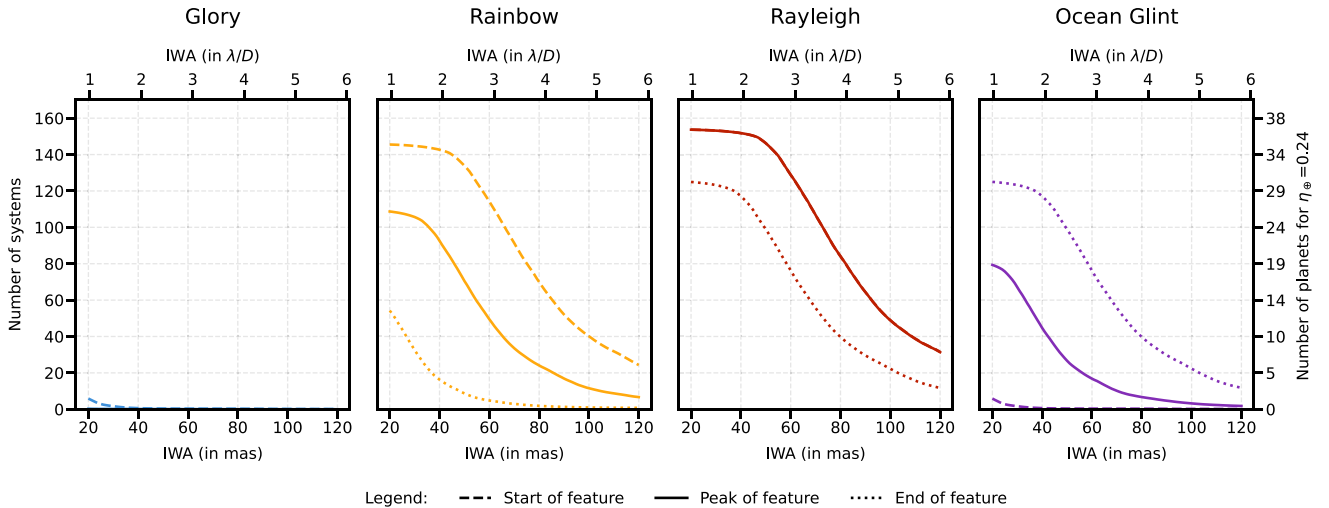 Glory Rainbow Rayleigh Ocean Glint
IWA (in λ/D) IWA (in λ/D) IWA (in λ/D) IWA (in λ/D)
1 2 3 4 5 6 1 2 3 4 5 6 1 2 3 4 5 6 1 2 3 4 5 6
Number of systems
160
140
120
100
80
60
40
20
0
38
34
29
24
19
14
10
5
0
Number of planets for η⊕=0.24
20 40 60 80 100 120 20 40 60 80 100 120 20 40 60 80 100 120 20 40 60 80 100 120
IWA (in mas) IWA (in mas) IWA (in mas) IWA (in mas)
Legend: Start of feature Peak of feature End of feature